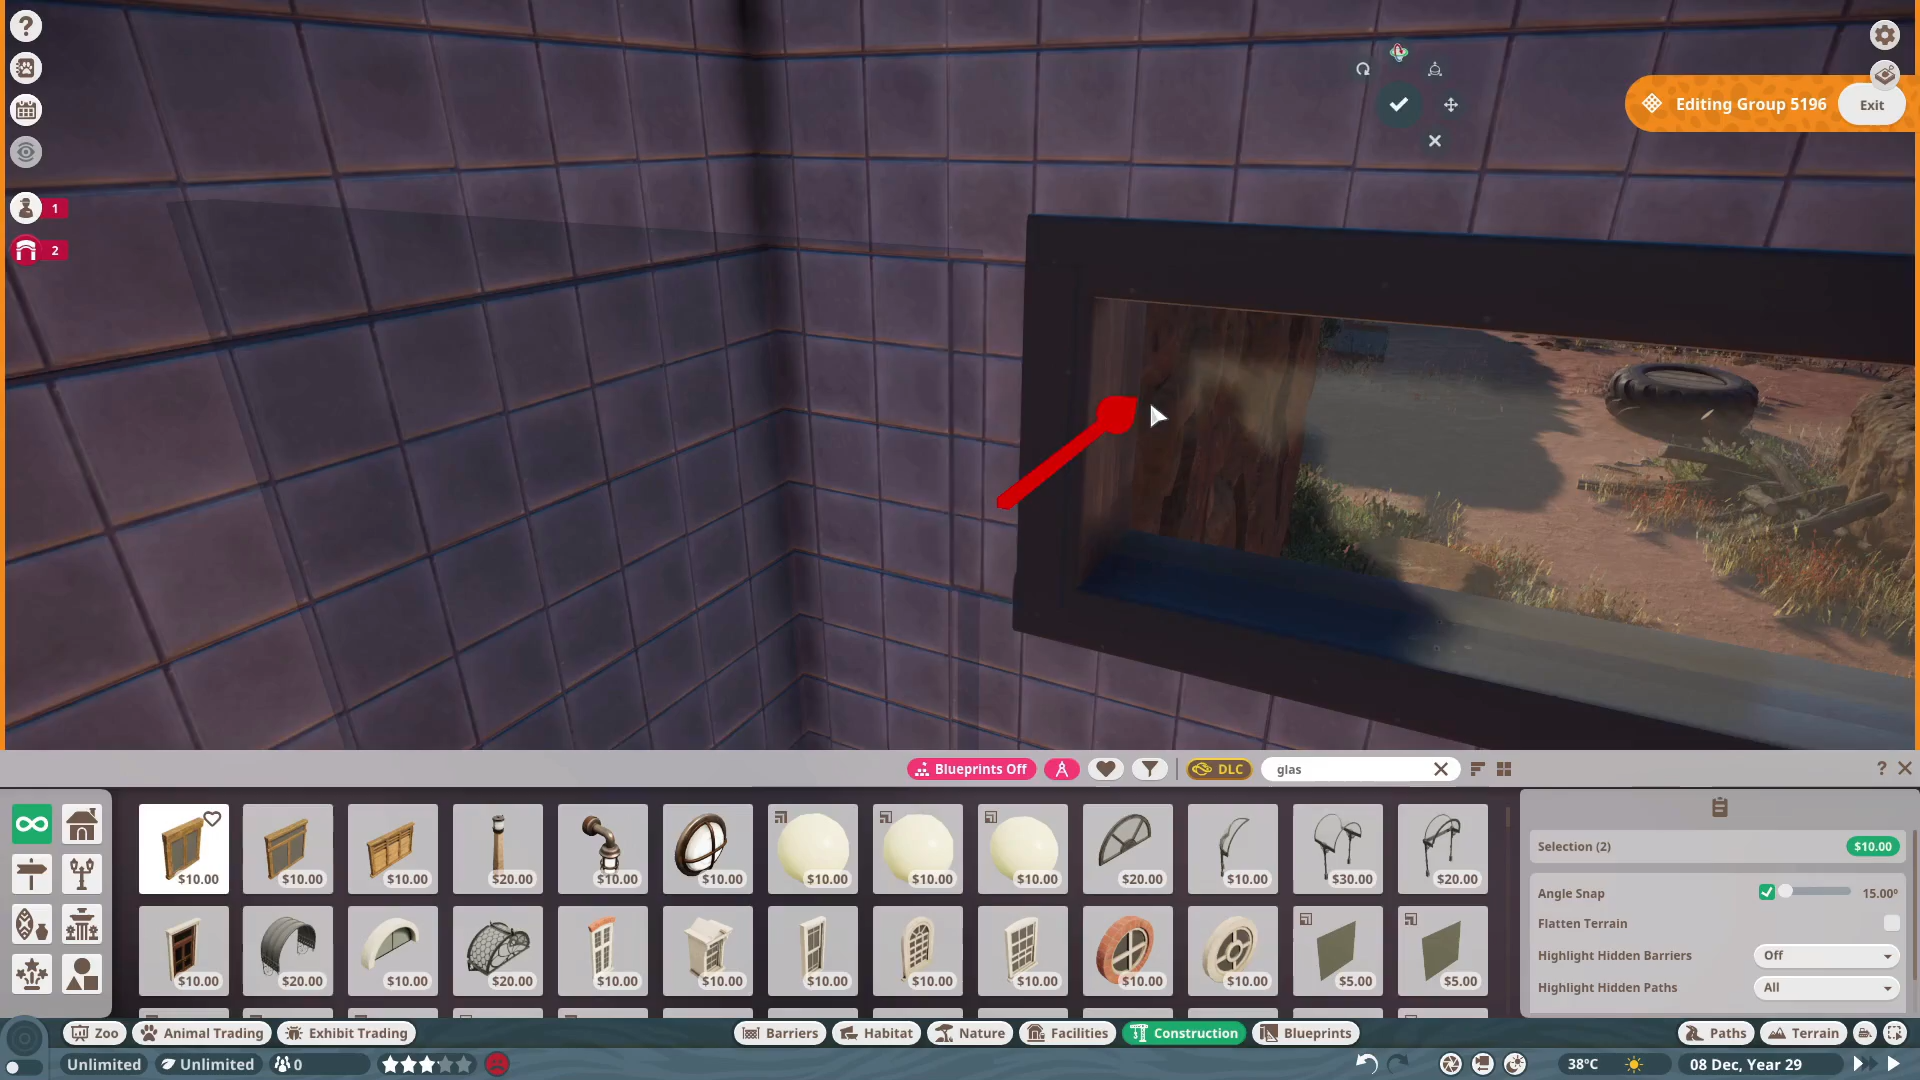 Editing Group 5196
Exit
1
2
Blueprints Off
DLC
glas
$10.00 $10.00 $10.00 $20.00 $10.00 $10.00 $10.00 $10.00 $10.00 $20.00 $10.00 $30.00 $20.00
$10.00 $20.00 $10.00 $20.00 $10.00 $10.00 $10.00 $10.00 $10.00 $10.00 $10.00 $5.00 $5.00
Selection (2) $10.00
Angle Snap 15.00°
Flatten Terrain
Highlight Hidden Barriers Off
Highlight Hidden Paths All
Zoo Animal Trading Exhibit Trading Barriers Habitat Nature Facilities Construction Blueprints Paths Terrain
Unlimited Unlimited 0 38°C 08 Dec, Year 29